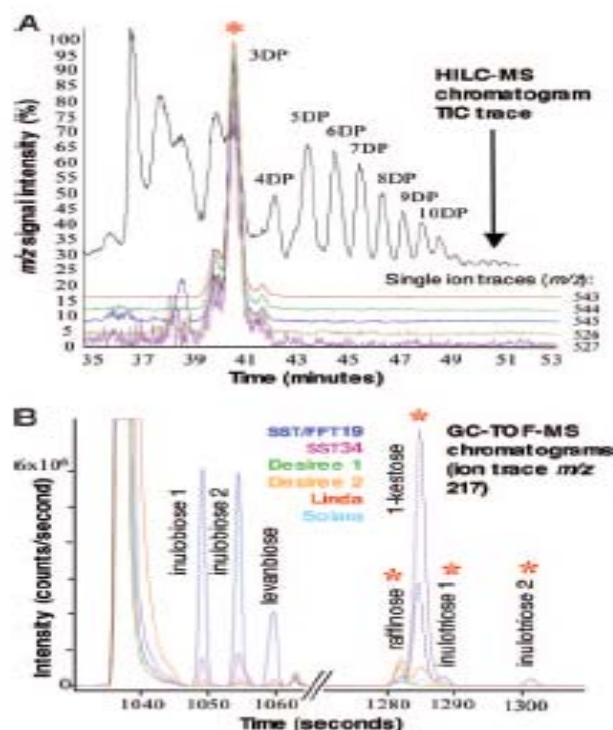 A
m/z signal intensity (%)
100
95
90
85
80
75
70
65
60
55
50
45
40
35
30
25
20
15
10
5
0
*
3DP
4DP
5DP
6DP
7DP
8DP
9DP
10DP
HILC-MS
chromatogram
TIC trace
Single ion traces (m/z):
543
544
545
526
527
35 37 39 41 43 45 47 49 51 53
Time (minutes)
B
Intensity (counts/second)
6x10⁶
0
SST/FFT19
SST34
Desiree 1
Desiree 2
Linda
Solara
GC-TOF-MS
chromatograms
(ion trace m/z
217)
inulobiose 1
inulobiose 2
levanbiose
* raffinose
* 1-kestose
* inulotriose 1
* inulotriose 2
1040 1050 1060 1280 1290 1300
Time (seconds)